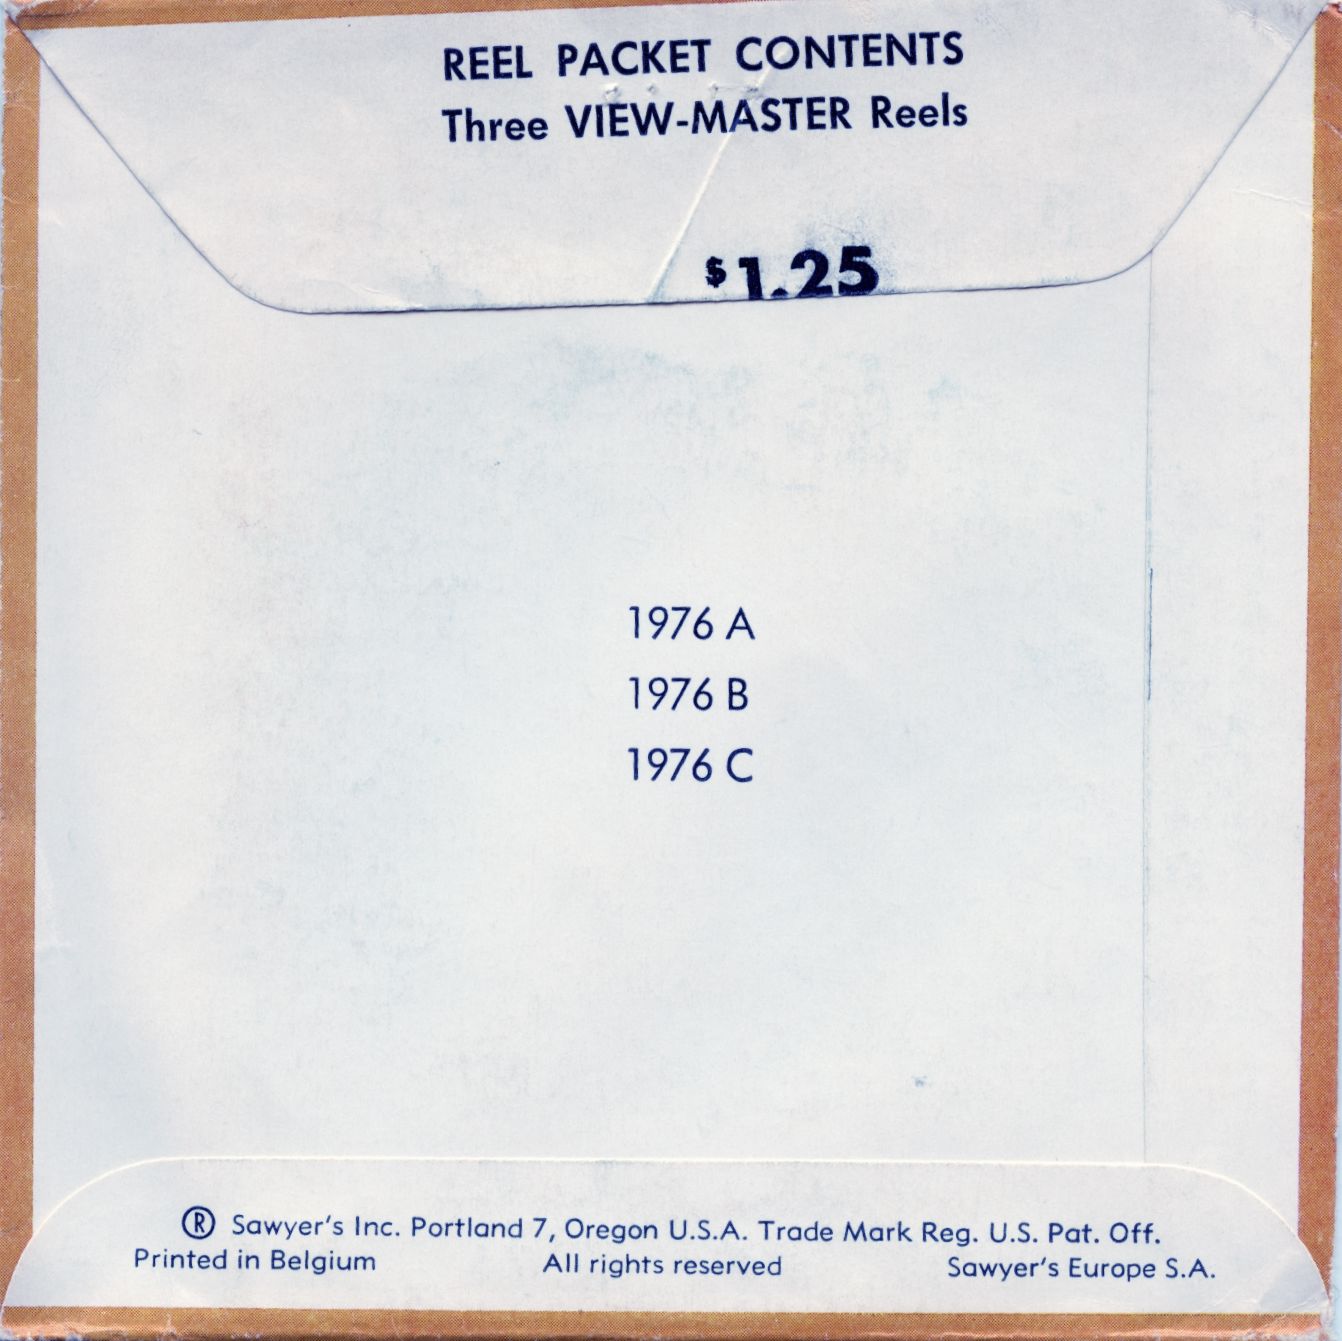 REEL PACKET CONTENTS
Three VIEW-MASTER Reels
$1.25
1976 A
1976 B
1976 C
® Sawyer's Inc. Portland 7, Oregon U.S.A. Trade Mark Reg. U.S. Pat. Off.
Printed in Belgium All rights reserved Sawyer's Europe S.A.